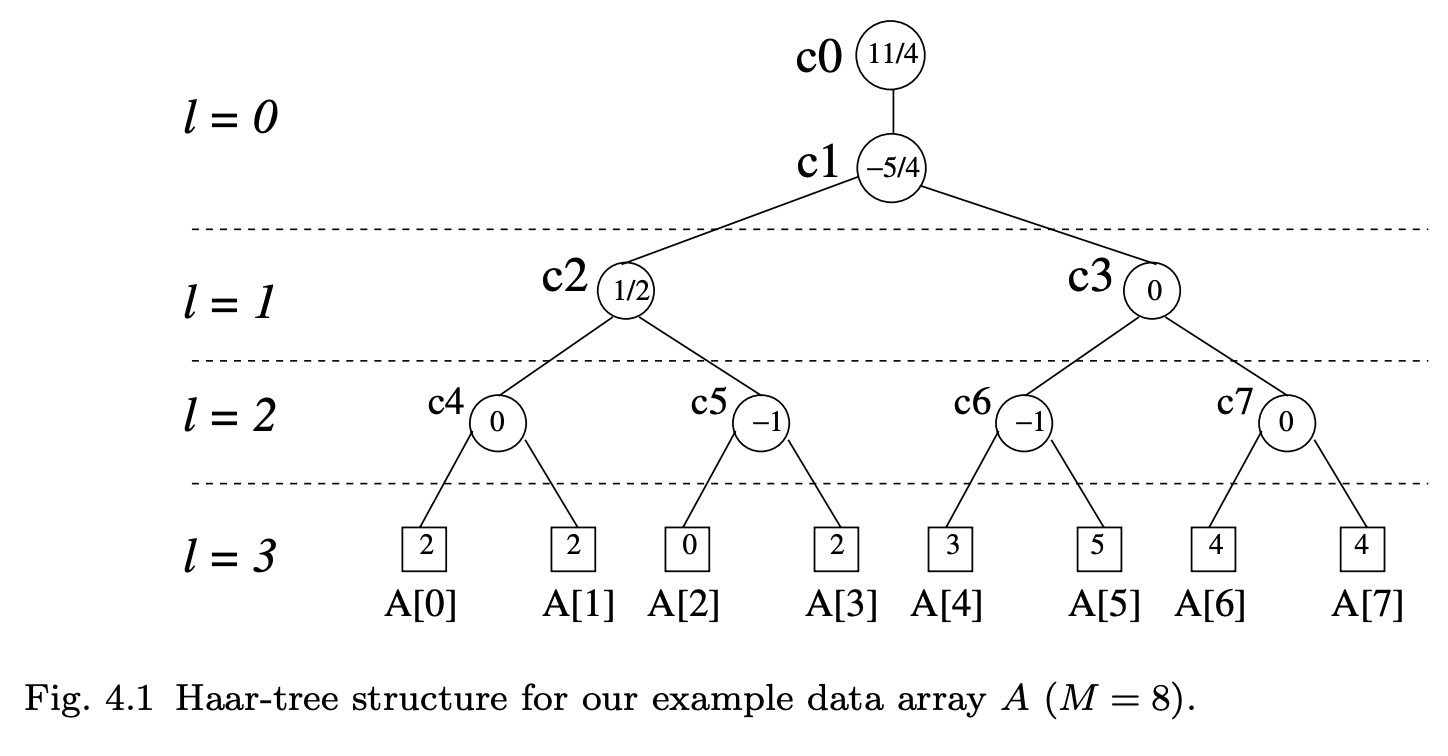 c0 11/4
l = 0
c1 –5/4
c2 1/2 c3 0
l = 1
l = 2 c4 0 c5 –1 c6 –1 c7 0
l = 3 2 2 0 2 3 5 4 4
A[0] A[1] A[2] A[3] A[4] A[5] A[6] A[7]
Fig. 4.1 Haar-tree structure for our example data array A (M = 8).